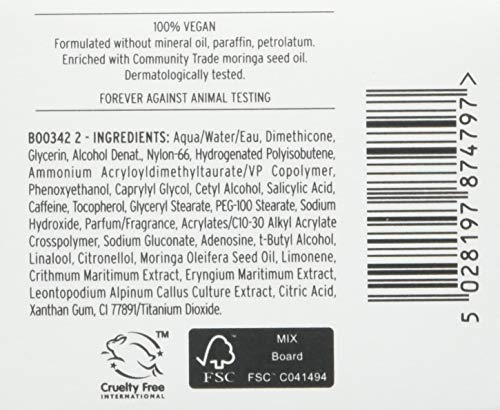 100% VEGAN
Formulated without mineral oil, paraffin, petrolatum.
Enriched with Community Trade moringa seed oil.
Dermatologically tested.
FOREVER AGAINST ANIMAL TESTING
B00342 2 - INGREDIENTS: Aqua/Water/Eau, Dimethicone,
Glycerin, Alcohol Denat., Nylon-66, Hydrogenated Polyisobutene,
Ammonium Acryloyldimethyltaurate/VP Copolymer,
Phenoxyethanol, Caprylyl Glycol, Cetyl Alcohol, Salicylic Acid,
Caffeine, Tocopherol, Glyceryl Stearate, PEG-100 Stearate, Sodium
Hydroxide, Parfum/Fragrance, Acrylates/C10-30 Alkyl Acrylate
Crosspolymer, Sodium Gluconate, Adenosine, t-Butyl Alcohol,
Linalool, Citronellol, Moringa Oleifera Seed Oil, Limonene,
Crithmum Maritimum Extract, Eryngium Maritimum Extract,
Leontopodium Alpinum Callus Culture Extract, Citric Acid,
Xanthan Gum, CI 77891/Titanium Dioxide.
5 028197 874797 >
TM
Cruelty Free
INTERNATIONAL
FSC
MIX
Board
FSC™ C041494